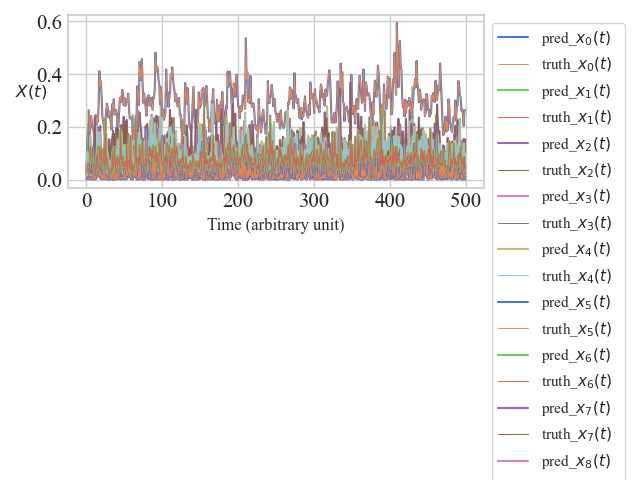 0.6
0.4
X(t)
0.2
0.0
0 100 200 300 400 500
Time (arbitrary unit)
pred_x₀(t)
truth_x₀(t)
pred_x₁(t)
truth_x₁(t)
pred_x₂(t)
truth_x₂(t)
pred_x₃(t)
truth_x₃(t)
pred_x₄(t)
truth_x₄(t)
pred_x₅(t)
truth_x₅(t)
pred_x₆(t)
truth_x₆(t)
pred_x₇(t)
truth_x₇(t)
pred_x₈(t)